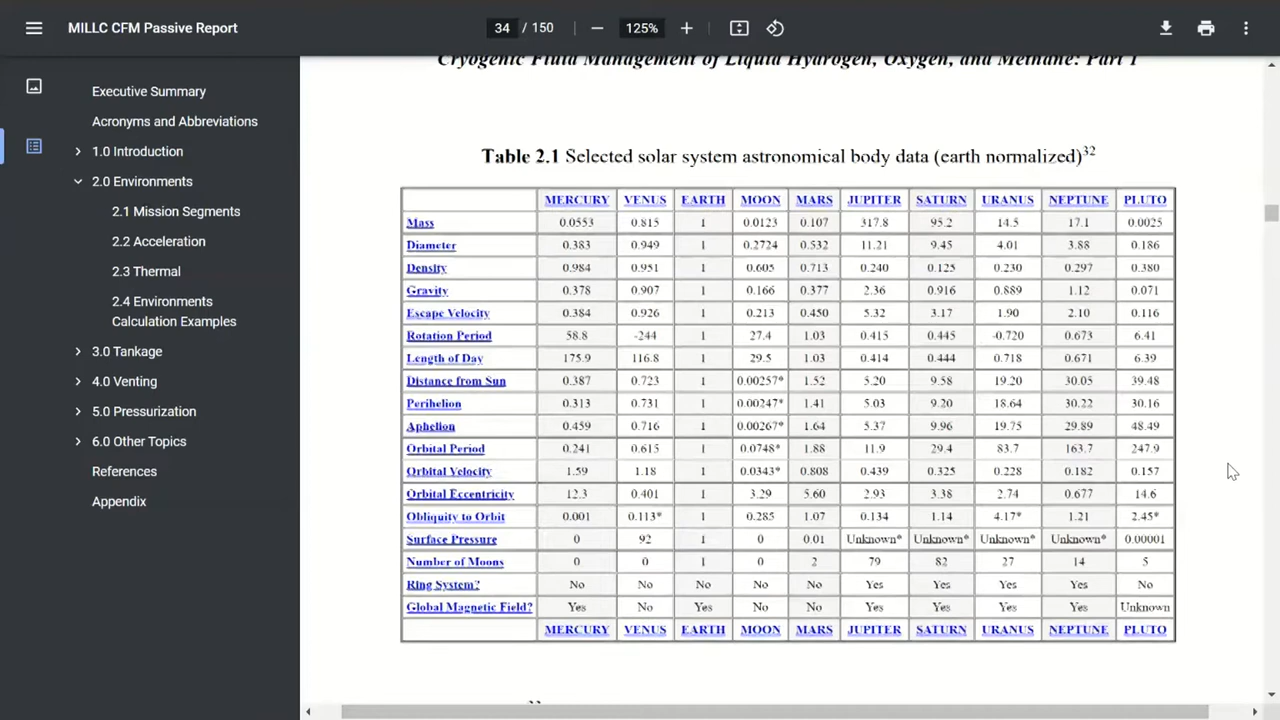 MILLC CFM Passive Report
34 / 150
125%
Executive Summary
Acronyms and Abbreviations
1.0 Introduction
2.0 Environments
2.1 Mission Segments
2.2 Acceleration
2.3 Thermal
2.4 Environments
Calculation Examples
3.0 Tankage
4.0 Venting
5.0 Pressurization
6.0 Other Topics
References
Appendix
Cryogenic Fluid Management of Liquid Hydrogen, Oxygen, and Methane: Part 1
Table 2.1 Selected solar system astronomical body data (earth normalized)32
MERCURY VENUS EARTH MOON MARS JUPITER SATURN URANUS NEPTUNE PLUTO
Mass 0.0553 0.815 1 0.0123 0.107 317.8 95.2 14.5 17.1 0.0025
Diameter 0.383 0.949 1 0.2724 0.532 11.21 9.45 4.01 3.88 0.186
Density 0.984 0.951 1 0.605 0.713 0.240 0.125 0.230 0.297 0.380
Gravity 0.378 0.907 1 0.166 0.377 2.36 0.916 0.889 1.12 0.071
Escape Velocity 0.384 0.926 1 0.213 0.450 5.32 3.17 1.90 2.10 0.116
Rotation Period 58.8 -244 1 27.4 1.03 0.415 0.445 -0.720 0.673 6.41
Length of Day 175.9 116.8 1 29.5 1.03 0.414 0.444 0.718 0.671 6.39
Distance from Sun 0.387 0.723 1 0.00257* 1.52 5.20 9.58 19.20 30.05 39.48
Perihelion 0.313 0.731 1 0.00247* 1.41 5.03 9.20 18.64 30.22 30.16
Aphelion 0.459 0.716 1 0.00267* 1.64 5.37 9.96 19.75 29.89 48.49
Orbital Period 0.241 0.615 1 0.0748* 1.88 11.9 29.4 83.7 163.7 247.9
Orbital Velocity 1.59 1.18 1 0.0343* 0.808 0.439 0.325 0.228 0.182 0.157
Orbital Eccentricity 12.3 0.401 1 3.29 5.60 2.93 3.38 2.74 0.677 14.6
Obliquity to Orbit 0.001 0.113* 1 0.285 1.07 0.134 1.14 4.17* 1.21 2.45*
Surface Pressure 0 92 1 0 0.01 Unknown* Unknown* Unknown* Unknown* 0.00001
Number of Moons 0 0 1 0 2 79 82 27 14 5
Ring System? No No No No No Yes Yes Yes Yes No
Global Magnetic Field? Yes No Yes No No Yes Yes Yes Yes Unknown
MERCURY VENUS EARTH MOON MARS JUPITER SATURN URANUS NEPTUNE PLUTO